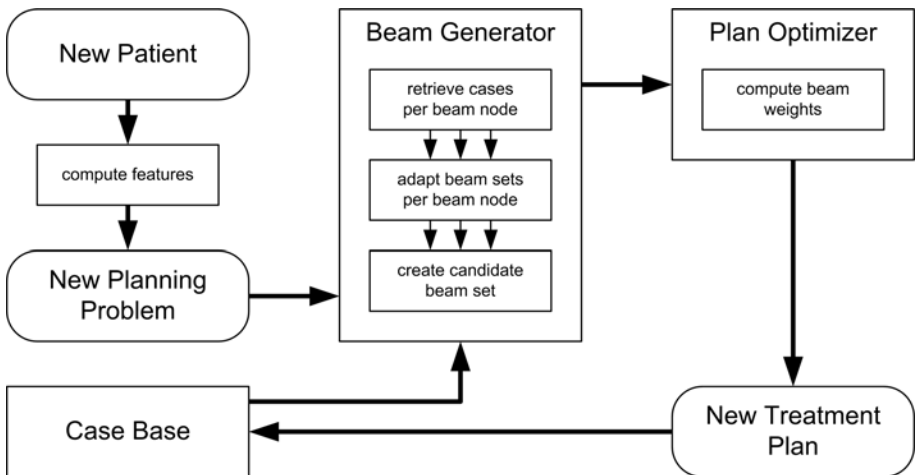 New Patient
compute features
New Planning
Problem
Case Base
Beam Generator
retrieve cases
per beam node
adapt beam sets
per beam node
create candidate
beam set
Plan Optimizer
compute beam
weights
New Treatment
Plan